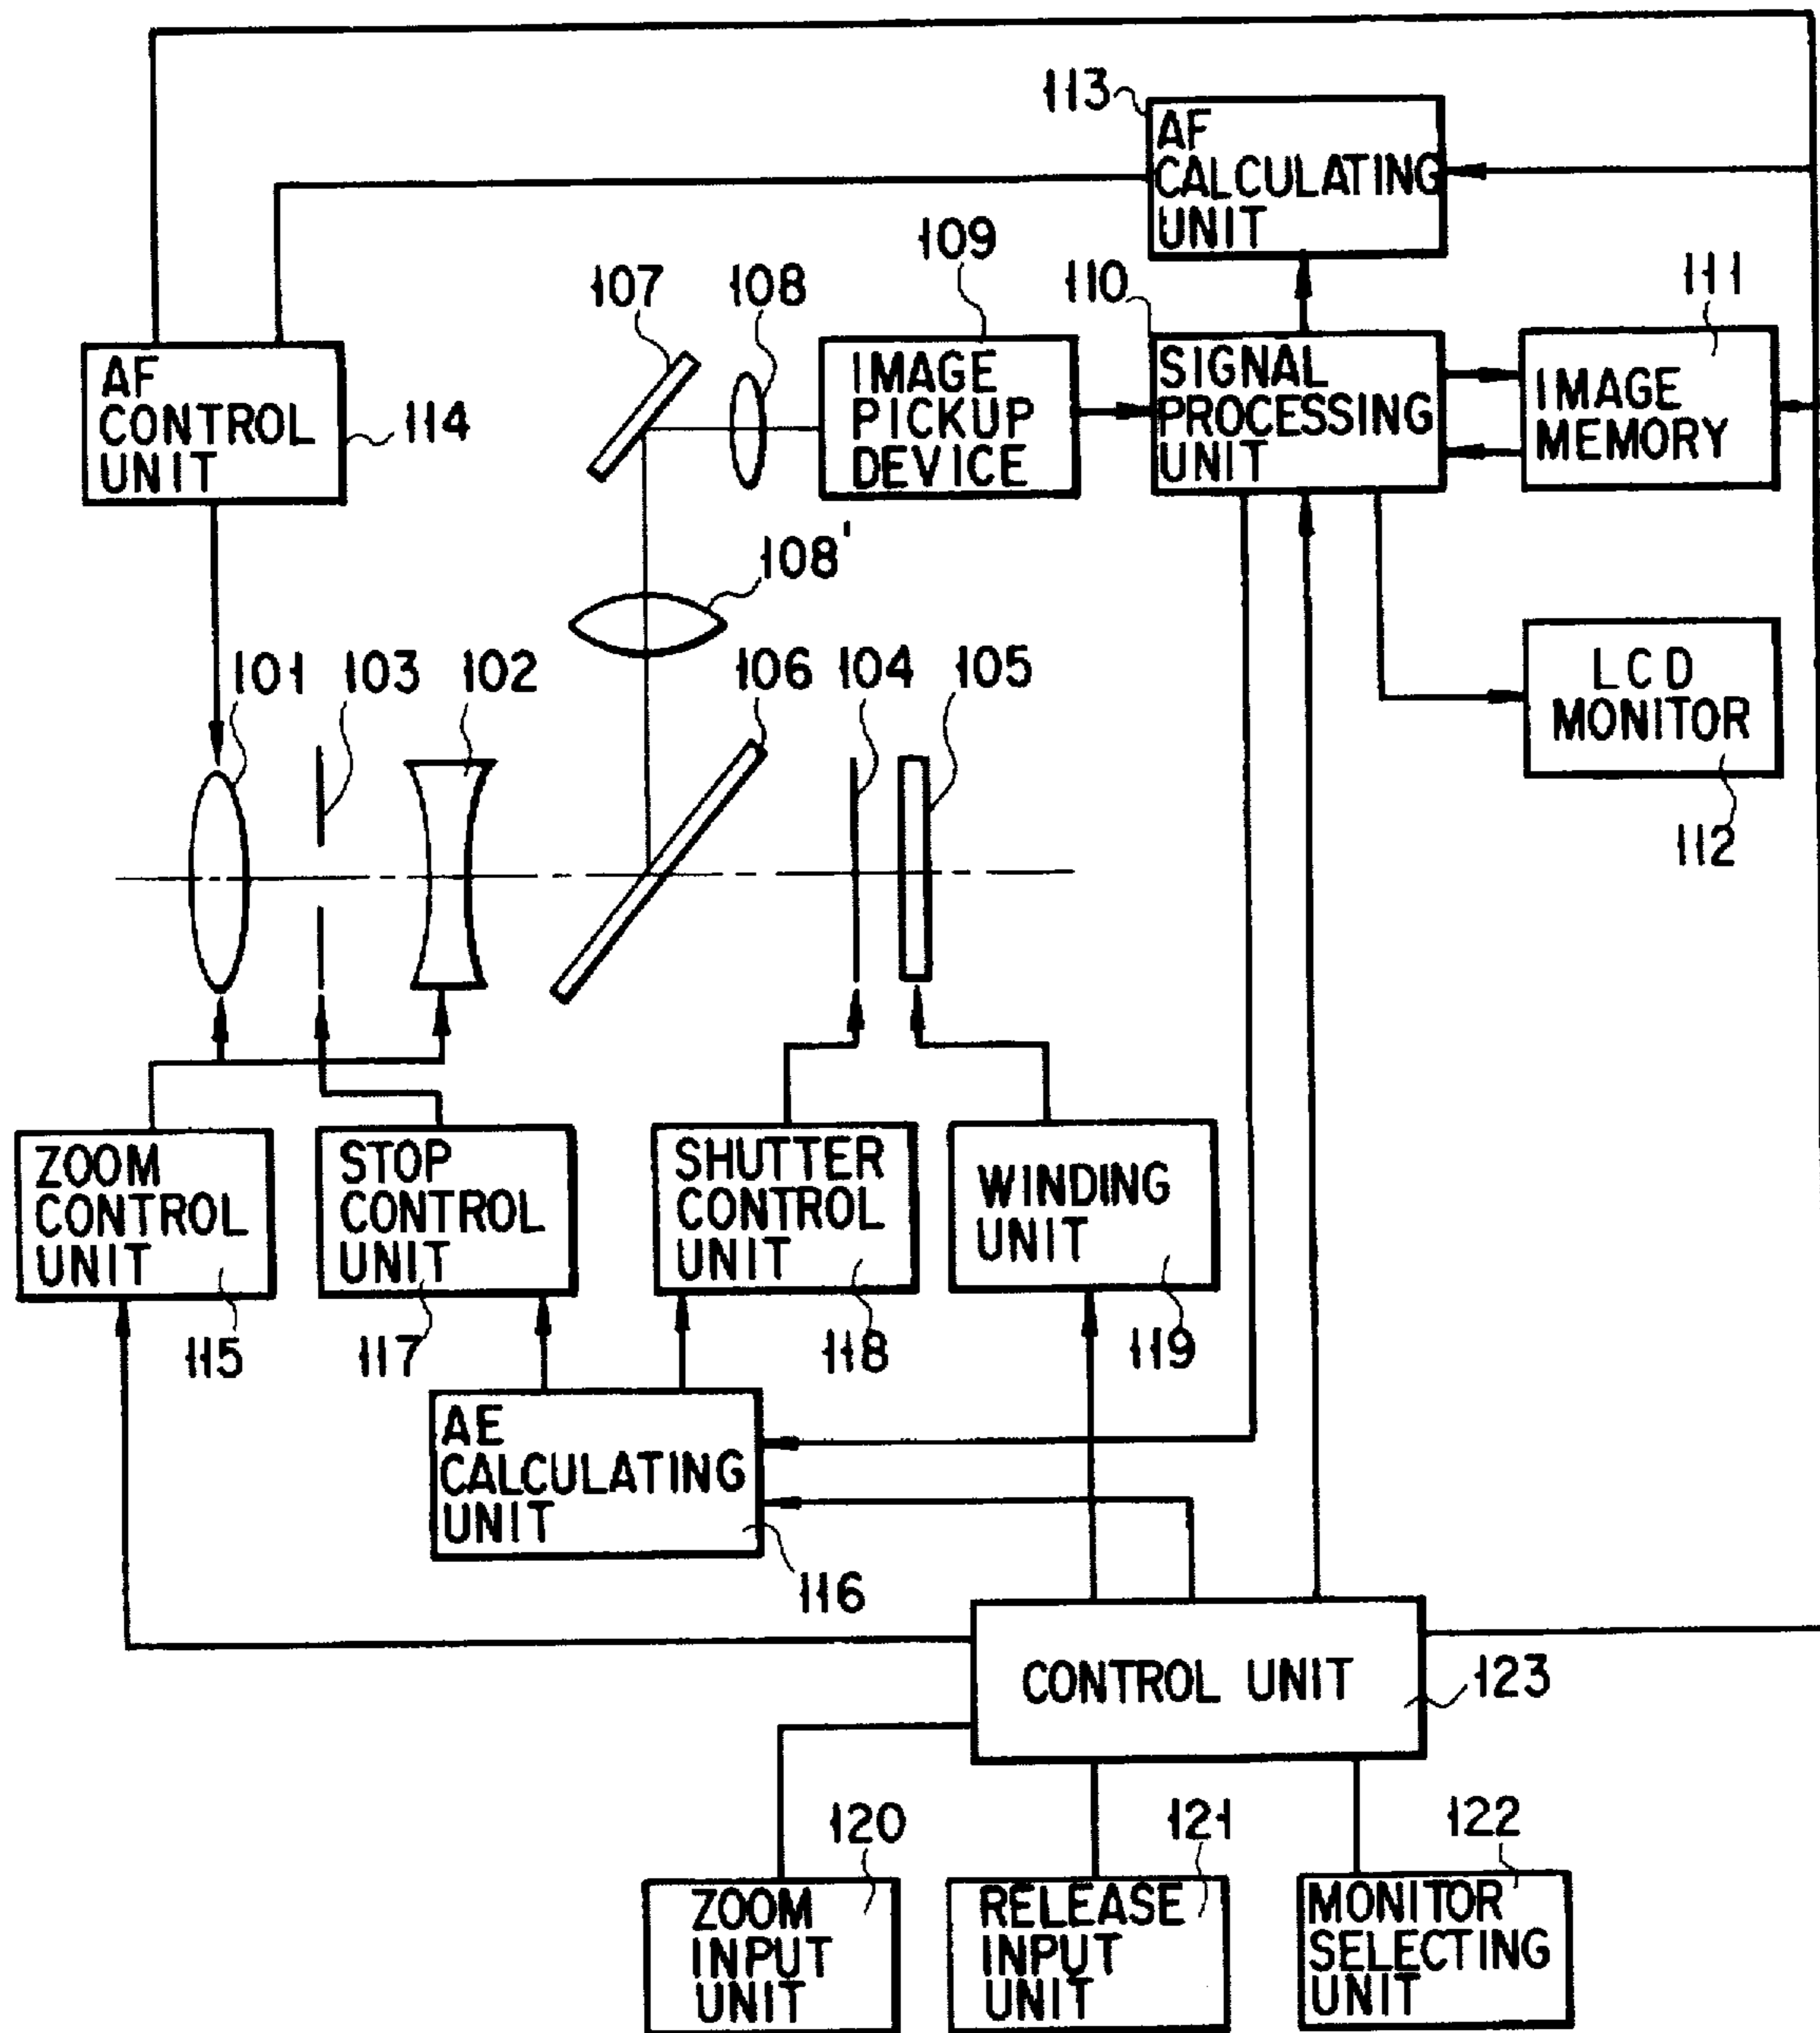 113
AF
CALCULATING
UNIT
109
107
108
110
111
AF
CONTROL
UNIT
114
IMAGE
PICKUP
DEVICE
SIGNAL
PROCESSING
UNIT
IMAGE
MEMORY
108'
101
103
102
106
104
105
LCD
MONITOR
112
ZOOM
CONTROL
UNIT
115
STOP
CONTROL
UNIT
117
SHUTTER
CONTROL
UNIT
118
WINDING
UNIT
119
AE
CALCULATING
UNIT
116
CONTROL UNIT
123
120
121
122
ZOOM
INPUT
UNIT
RELEASE
INPUT
UNIT
MONITOR
SELECTING
UNIT